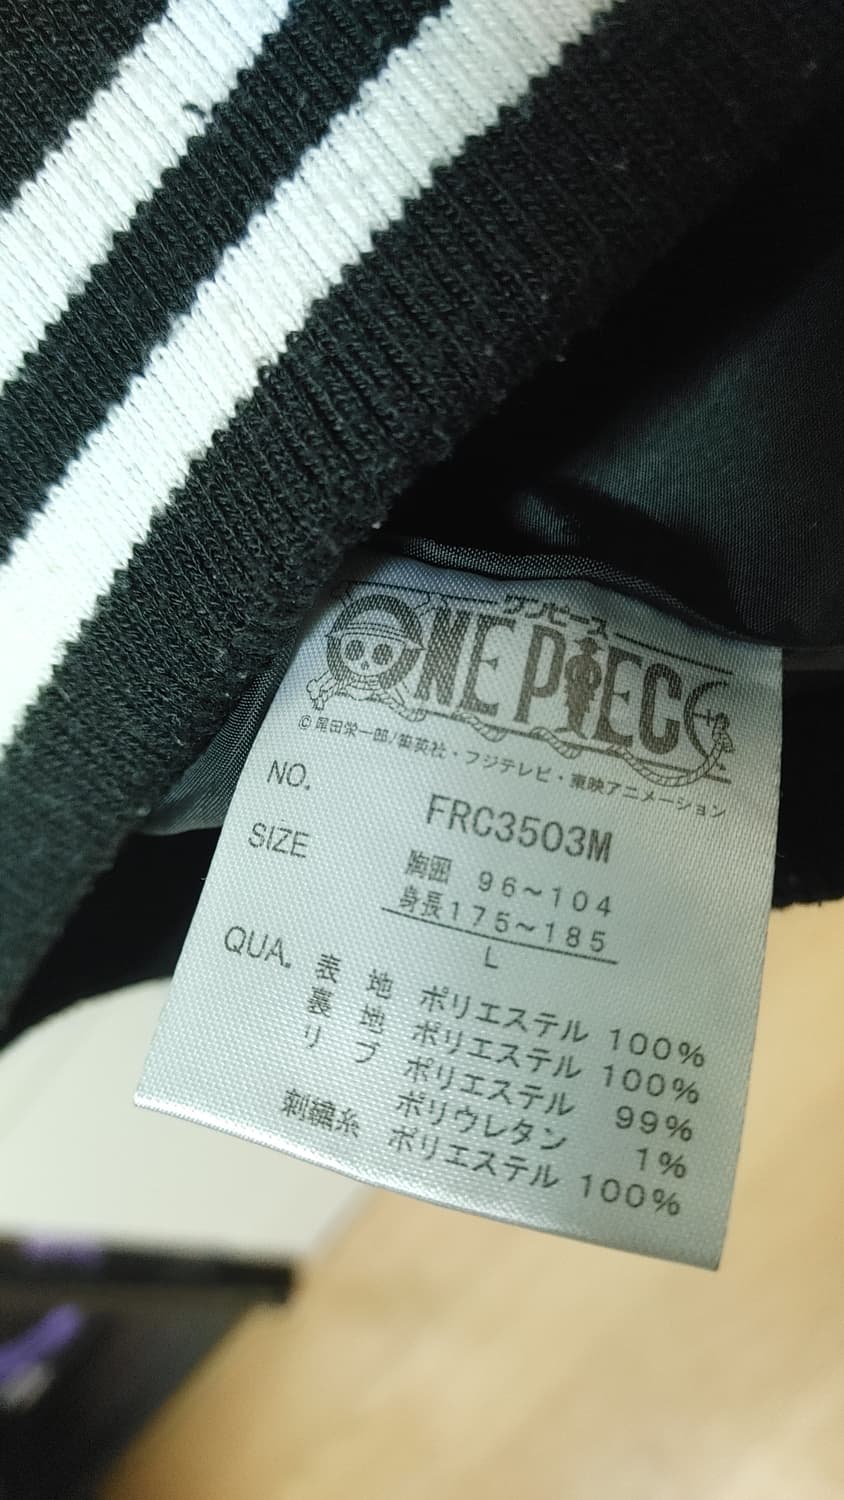 ワンピース
ONE PIECE
©尾田栄一郎/集英社・フジテレビ・東映アニメーション
NO. FRC3503M
SIZE 胸囲 96~104
身長175~185
L
QUA. 表地 ポリエステル 100%
裏地 ポリエステル 100%
リブ ポリエステル 99%
ポリウレタン 1%
刺繍糸 ポリエステル 100%